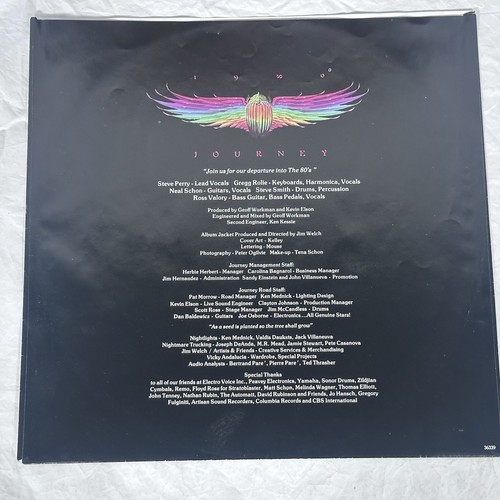 1980
JOURNEY
"Join us for our departure into The 80's"
Steve Perry - Lead Vocals Gregg Rolie - Keyboards, Harmonica, Vocals
Neal Schon - Guitars, Vocals Steve Smith - Drums, Percussion
Ross Valory - Bass Guitar, Bass Pedals, Vocals
Produced by Geoff Workman and Kevin Elson
Engineered and Mixed by Geoff Workman
Second Engineer, Ken Kessie
Album Jacket Produced and Directed by Jim Welch
Cover Art - Kelley
Lettering - Mouse
Photography - Peter Ogilvie Make-up - Tena Schon
Journey Management Staff:
Herbie Herbert - Manager Carolina Bagnarol - Business Manager
Jim Hernandez - Administration Sandy Einstein and John Villanueva - Promotion
Journey Road Staff:
Pat Morrow - Road Manager Ken Mednick - Lighting Design
Kevin Elson - Live Sound Engineer Clayton Johnson - Production Manager
Scott Ross - Stage Manager Jim McCandless - Drums
Dan Baldewicz - Guitars Joe Osborne - Electronics...All Genuine Stars!
"As a seed is planted so the tree shall grow"
Nightlights - Ken Mednick, Valdis Daukste, Jack Villanueva
Nightmare Trucking - Joseph DeAnda, M.R. Mead, Jamie Stewart, Pete Casanova
Jim Welch / Artists & Friends - Creative Services & Merchandising
Vicky Andalucia - Wardrobe, Special Projects
Audio Analysis - Bertrand Pare', Pierre Pare', Ted Thrasher
Special Thanks
to all of our friends at Electro Voice Inc., Peavey Electronics, Yamaha, Sonor Drums, Zildjian
Cymbals, Remo, Floyd Rose for Stratoblaster, Matt Schon, Melinda Wagner, Thomas Elliott,
John Tenney, Nathan Rubin, The Automatt, David Rubinson and Friends, Jo Hansch, Gregory
Fulginiti, Artisan Sound Recorders, Columbia Records and CBS International
36339